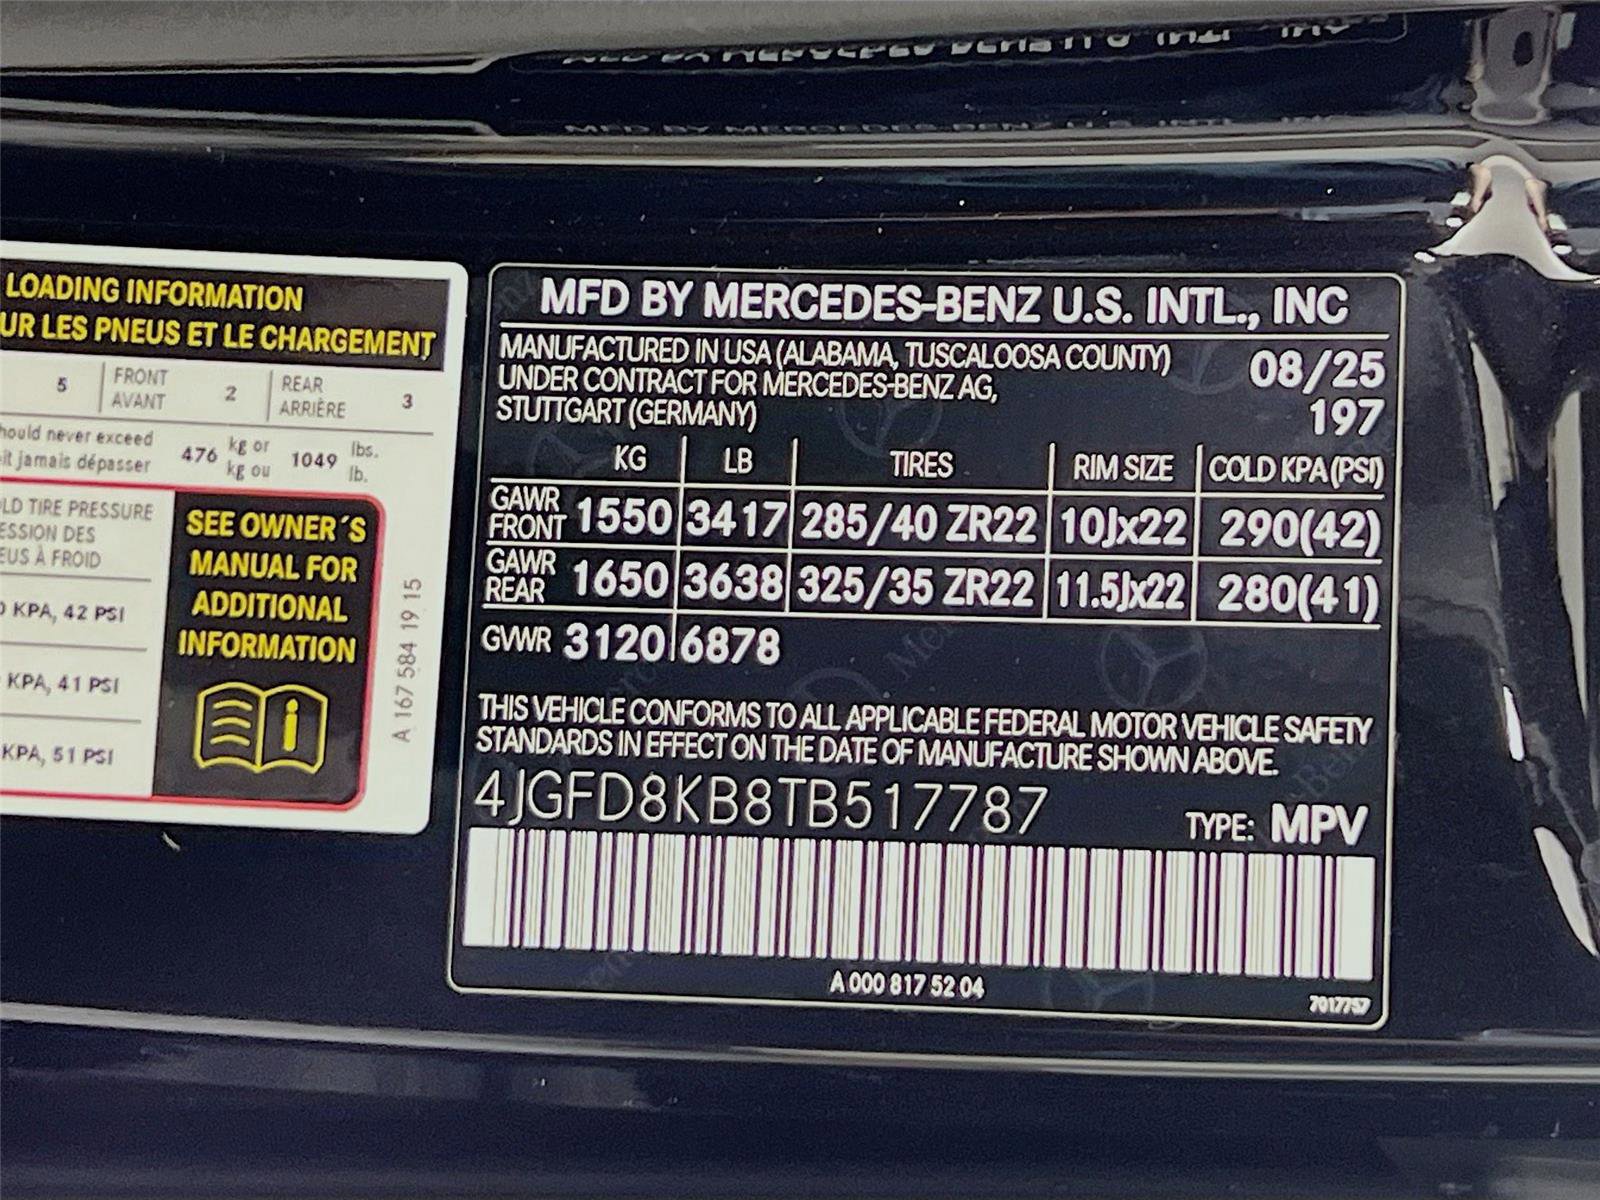 LOADING INFORMATION
UR LES PNEUS ET LE CHARGEMENT
5 FRONT AVANT 2 REAR ARRIÈRE 3
hould never exceed
it jamais dépasser
476 kg or kg ou 1049 lbs. lb.
LD TIRE PRESSURE
ESSION DES
EUS À FROID
0 KPA, 42 PSI
KPA, 41 PSI
KPA, 51 PSI
SEE OWNER´S
MANUAL FOR
ADDITIONAL
INFORMATION
A 167 584 19 15
MFD BY MERCEDES-BENZ U.S. INTL., INC
MANUFACTURED IN USA (ALABAMA, TUSCALOOSA COUNTY)
UNDER CONTRACT FOR MERCEDES-BENZ AG,
STUTTGART (GERMANY)
08/25
197
KG LB TIRES RIM SIZE COLD KPA(PSI)
GAWR FRONT 1550 3417 285/40 ZR22 10Jx22 290(42)
GAWR REAR 1650 3638 325/35 ZR22 11.5Jx22 280(41)
GVWR 3120 6878
THIS VEHICLE CONFORMS TO ALL APPLICABLE FEDERAL MOTOR VEHICLE SAFETY
STANDARDS IN EFFECT ON THE DATE OF MANUFACTURE SHOWN ABOVE.
4JGFD8KB8TB517787
TYPE: MPV
A 000 817 52 04
7017757